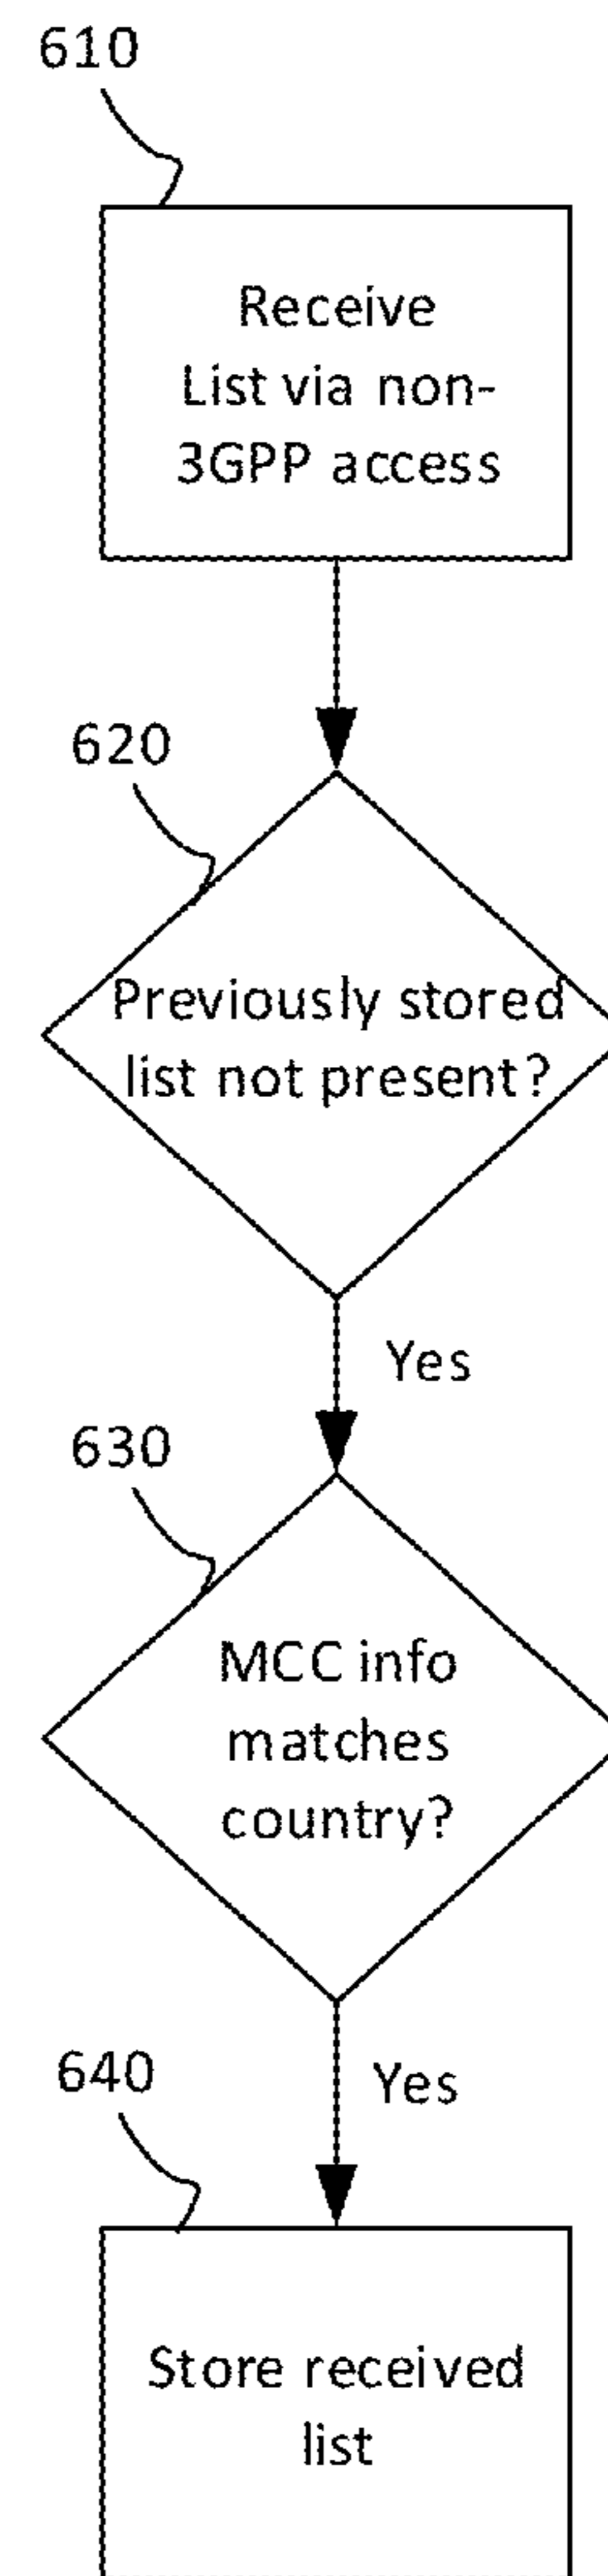 610
Receive
List via non-
3GPP access
620
Previously stored
list not present?
Yes
630
MCC info
matches
country?
Yes
640
Store received
list